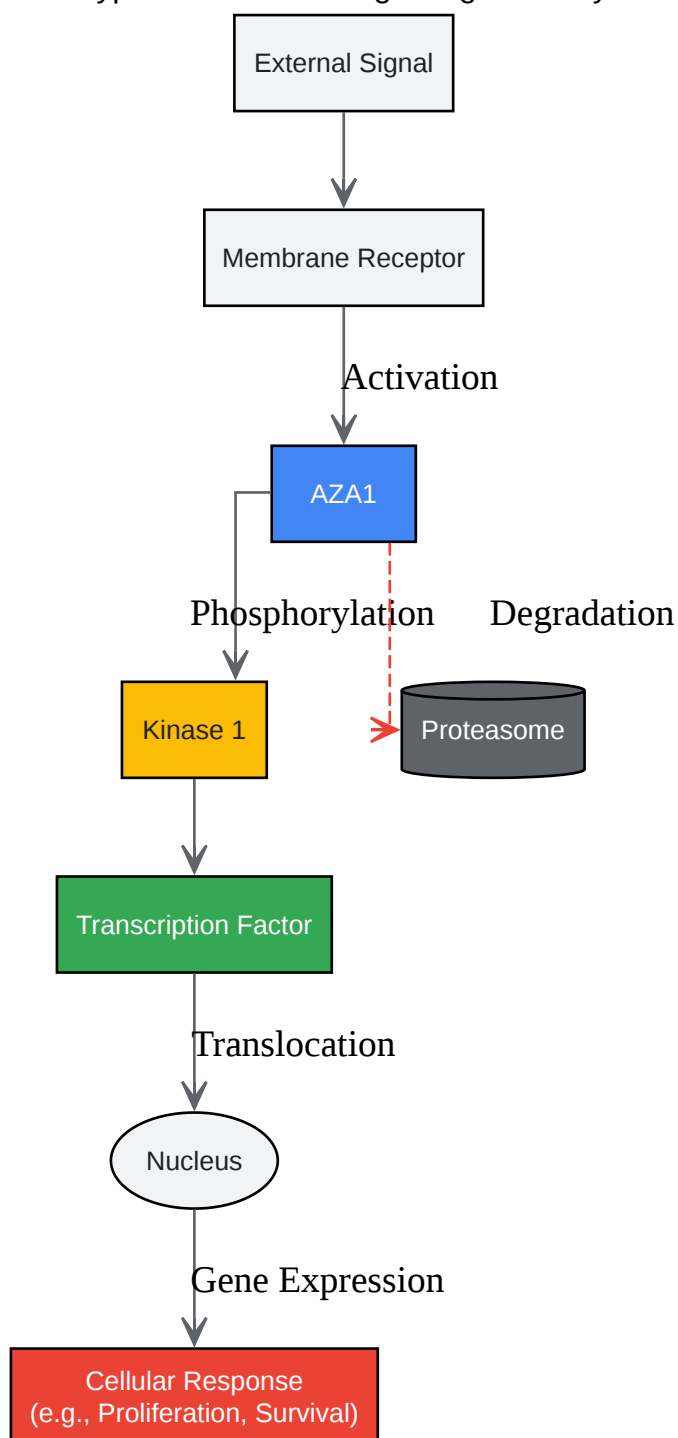 External Signal
Membrane Receptor
Activation
AZA1
Phosphorylation
Degradation
Kinase 1
Proteasome
Transcription Factor
Translocation
Nucleus
Gene Expression
Cellular Response
(e.g., Proliferation, Survival)